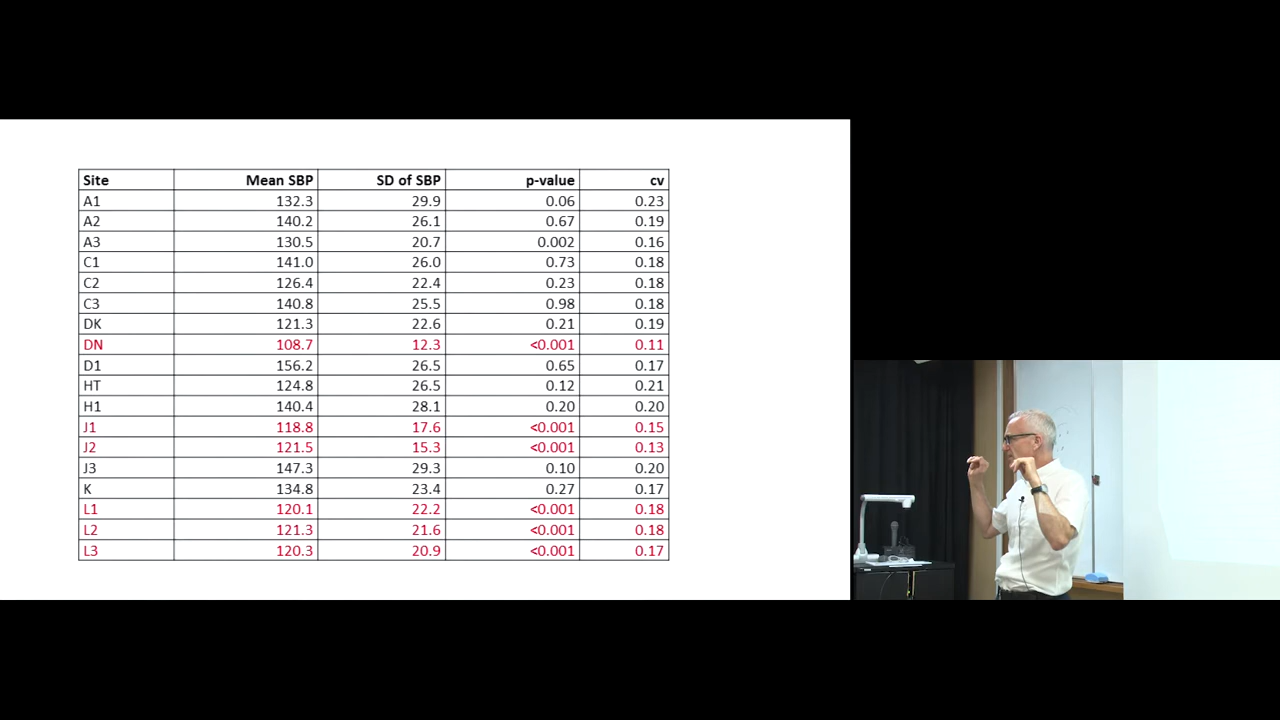 Site Mean SBP SD of SBP p-value cv
A1 132.3 29.9 0.06 0.23
A2 140.2 26.1 0.67 0.19
A3 130.5 20.7 0.002 0.16
C1 141.0 26.0 0.73 0.18
C2 126.4 22.4 0.23 0.18
C3 140.8 25.5 0.98 0.18
DK 121.3 22.6 0.21 0.19
DN 108.7 12.3 <0.001 0.11
D1 156.2 26.5 0.65 0.17
HT 124.8 26.5 0.12 0.21
H1 140.4 28.1 0.20 0.20
J1 118.8 17.6 <0.001 0.15
J2 121.5 15.3 <0.001 0.13
J3 147.3 29.3 0.10 0.20
K 134.8 23.4 0.27 0.17
L1 120.1 22.2 <0.001 0.18
L2 121.3 21.6 <0.001 0.18
L3 120.3 20.9 <0.001 0.17